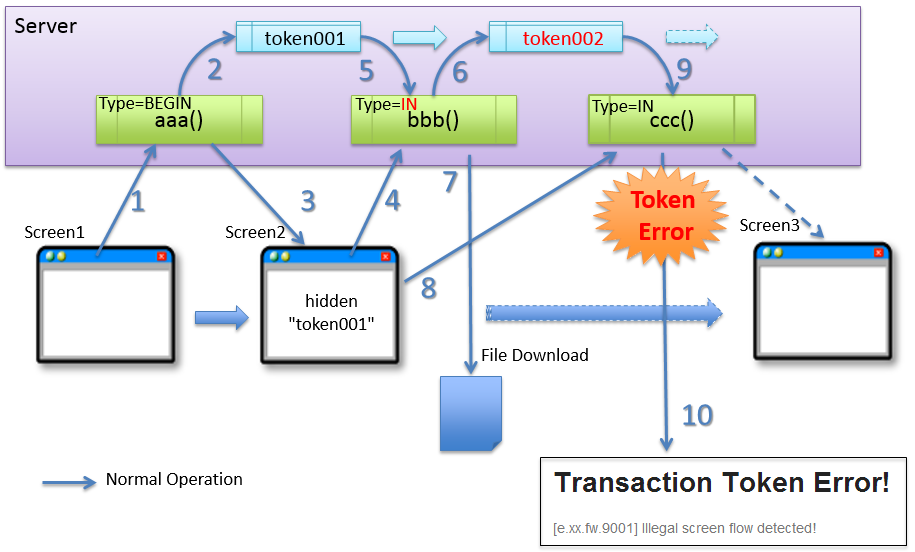 Server
token001
token002
2
5
6
9
Type=BEGIN
aaa()
Type=IN
bbb()
Type=IN
ccc()
1
3
4
7
8
Token
Error
Screen1
Screen2
Screen3
hidden
"token001"
File Download
10
Normal Operation
Transaction Token Error!
[e.xx.fw.9001] Illegal screen flow detected!